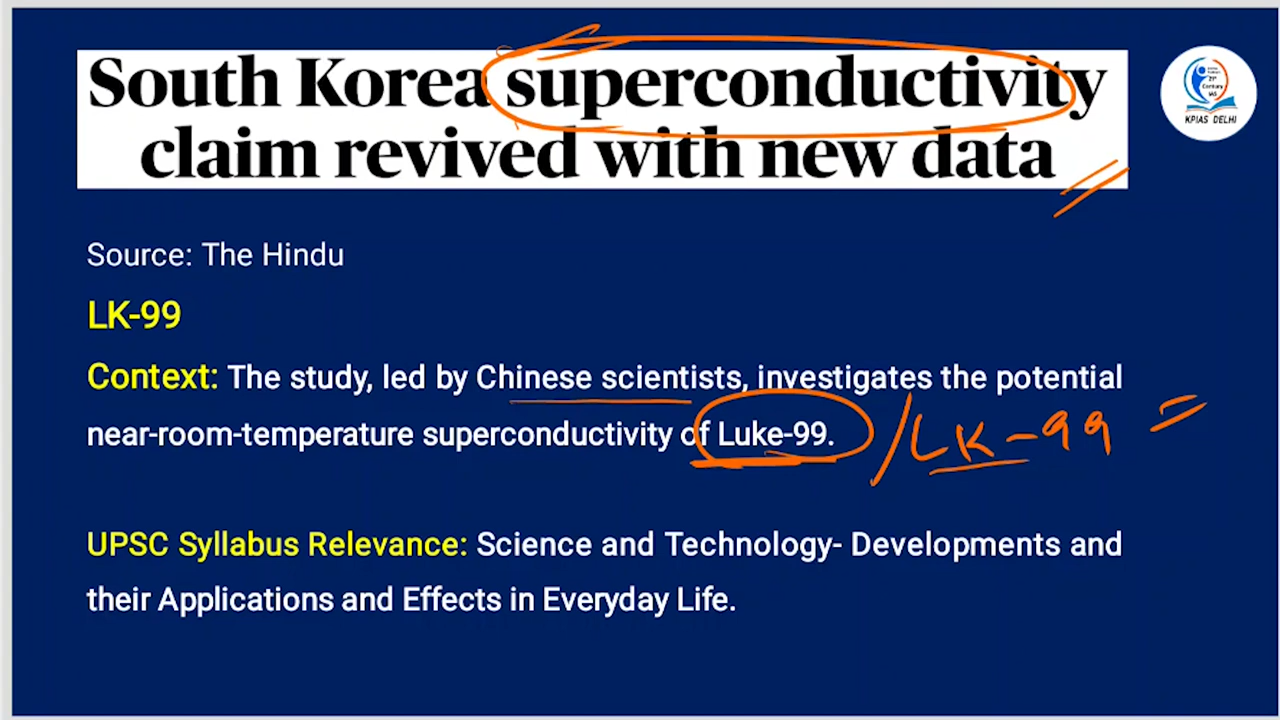 South Korea superconductivity
claim revived with new data
KPIAS DELHI
Source: The Hindu
LK-99
Context: The study, led by Chinese scientists, investigates the potential
near-room-temperature superconductivity of Luke-99. /LK-99 =
UPSC Syllabus Relevance: Science and Technology- Developments and
their Applications and Effects in Everyday Life.